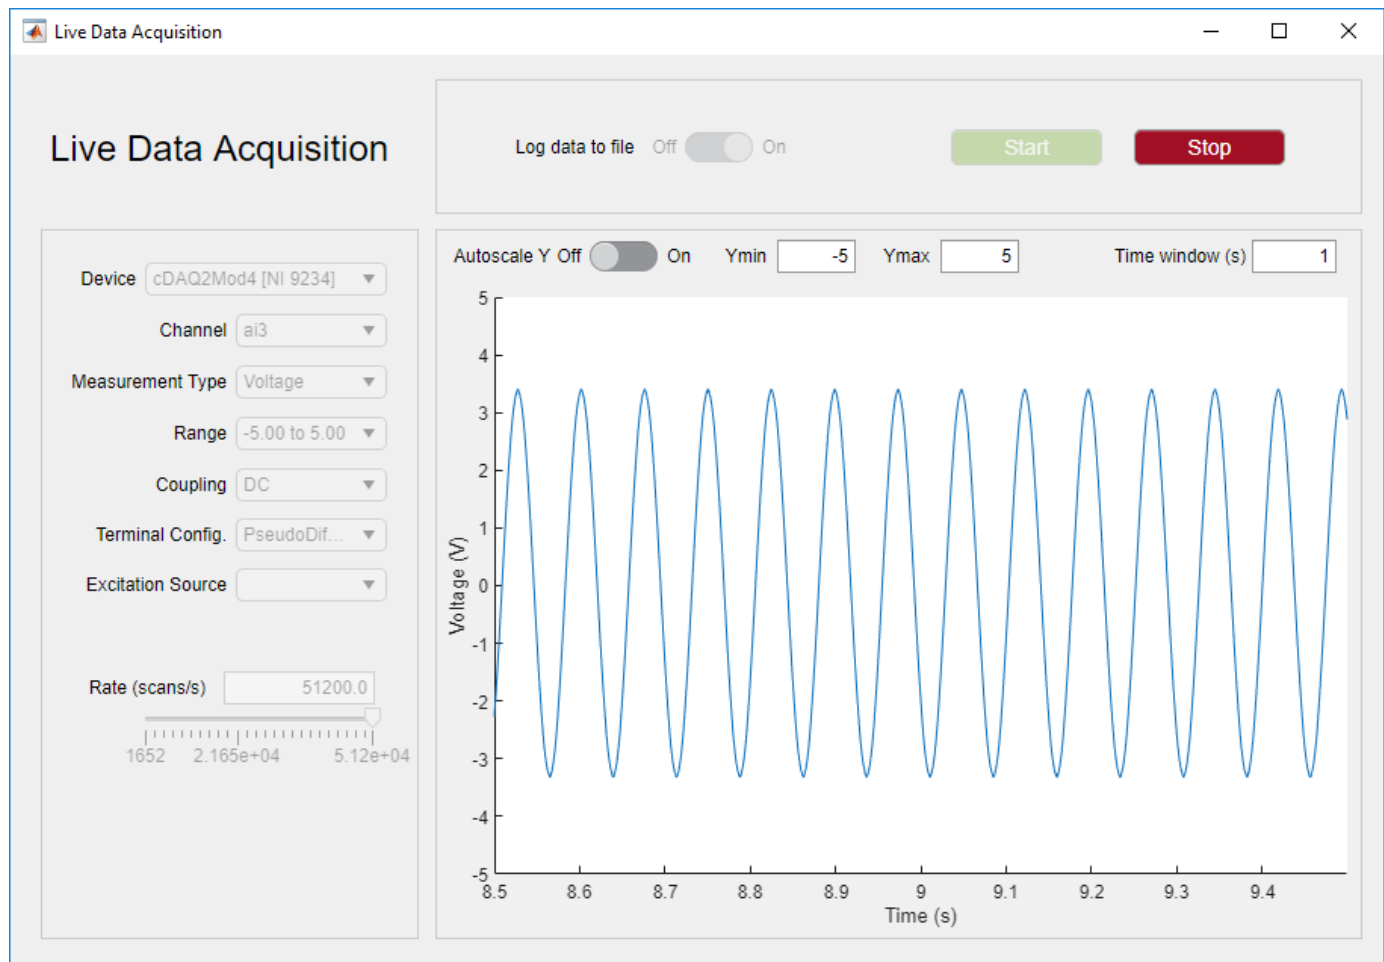 Live Data Acquisition
Live Data Acquisition
Log data to file Off On Start Stop
Device cDAQ2Mod4 [NI 9234]
Channel ai3
Measurement Type Voltage
Range -5.00 to 5.00
Coupling DC
Terminal Config. PseudoDif...
Excitation Source
Rate (scans/s) 51200.0
1652 2.165e+04 5.12e+04
Autoscale Y Off On Ymin -5 Ymax 5 Time window (s) 1
5
4
3
2
1
0
-1
-2
-3
-4
-5
Voltage (V)
8.5 8.6 8.7 8.8 8.9 9 9.1 9.2 9.3 9.4
Time (s)